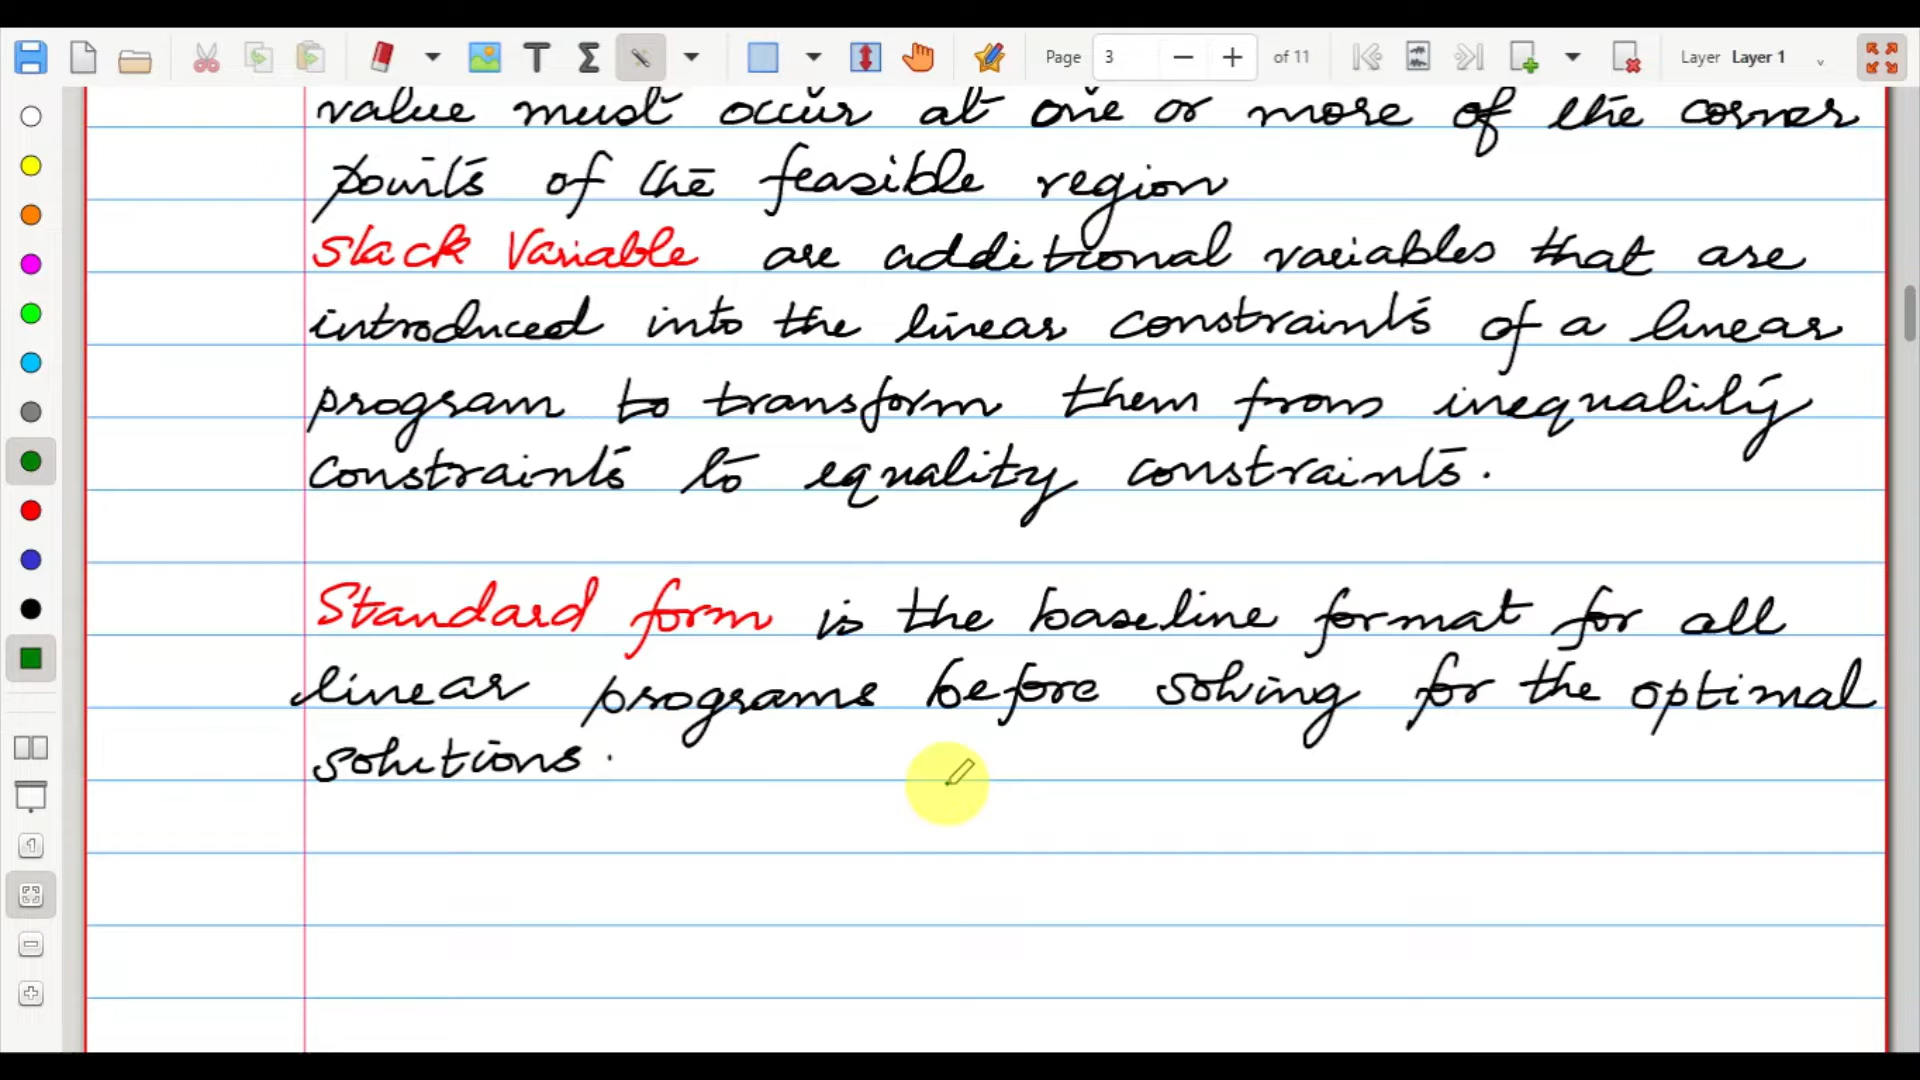 Page 3 of 11 Layer Layer 1
value must occur at one or more of the corner
points of the feasible region
Slack Variable are additional variables that are
introduced into the linear constraints of a linear
program to transform them from inequality
constraints to equality constraints.
Standard form is the baseline format for all
linear programs before solving for the optimal
solutions.